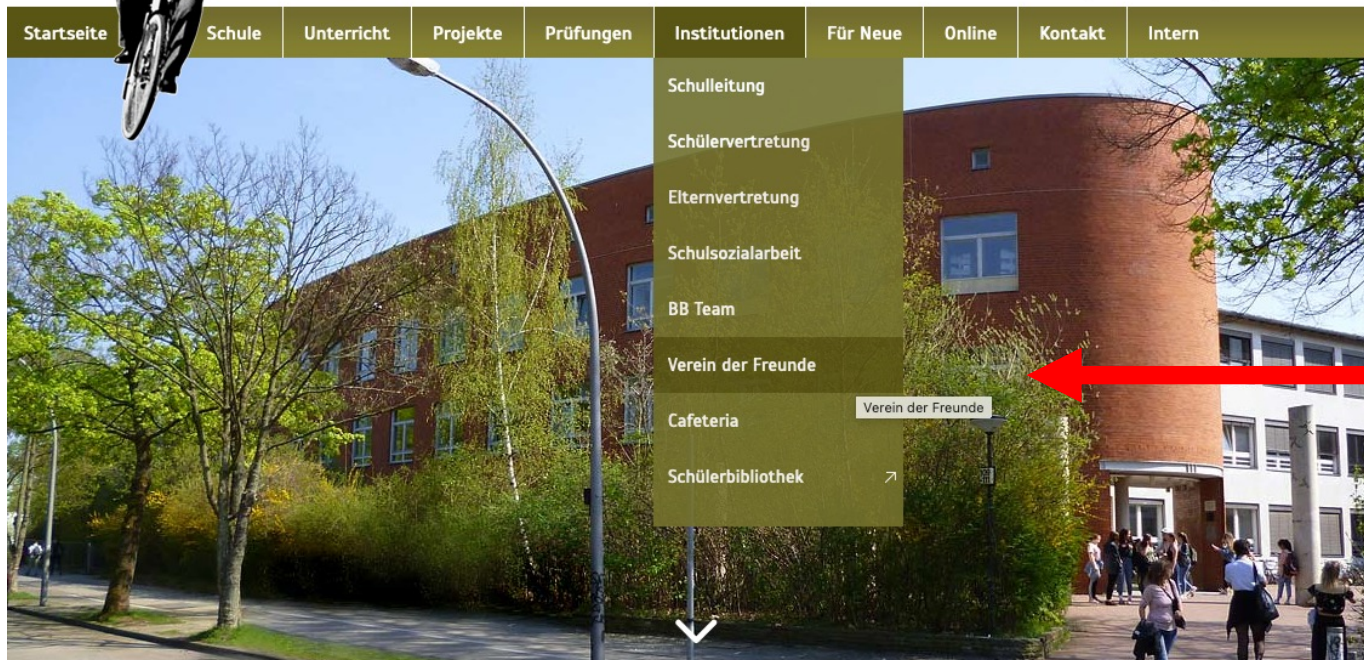 Startseite Schule Unterricht Projekte Prüfungen Institutionen Für Neue Online Kontakt Intern
Schulleitung
Schülervertretung
Elternvertretung
Schulsozialarbeit
BB Team
Verein der Freunde
Verein der Freunde
Cafeteria
Schülerbibliothek